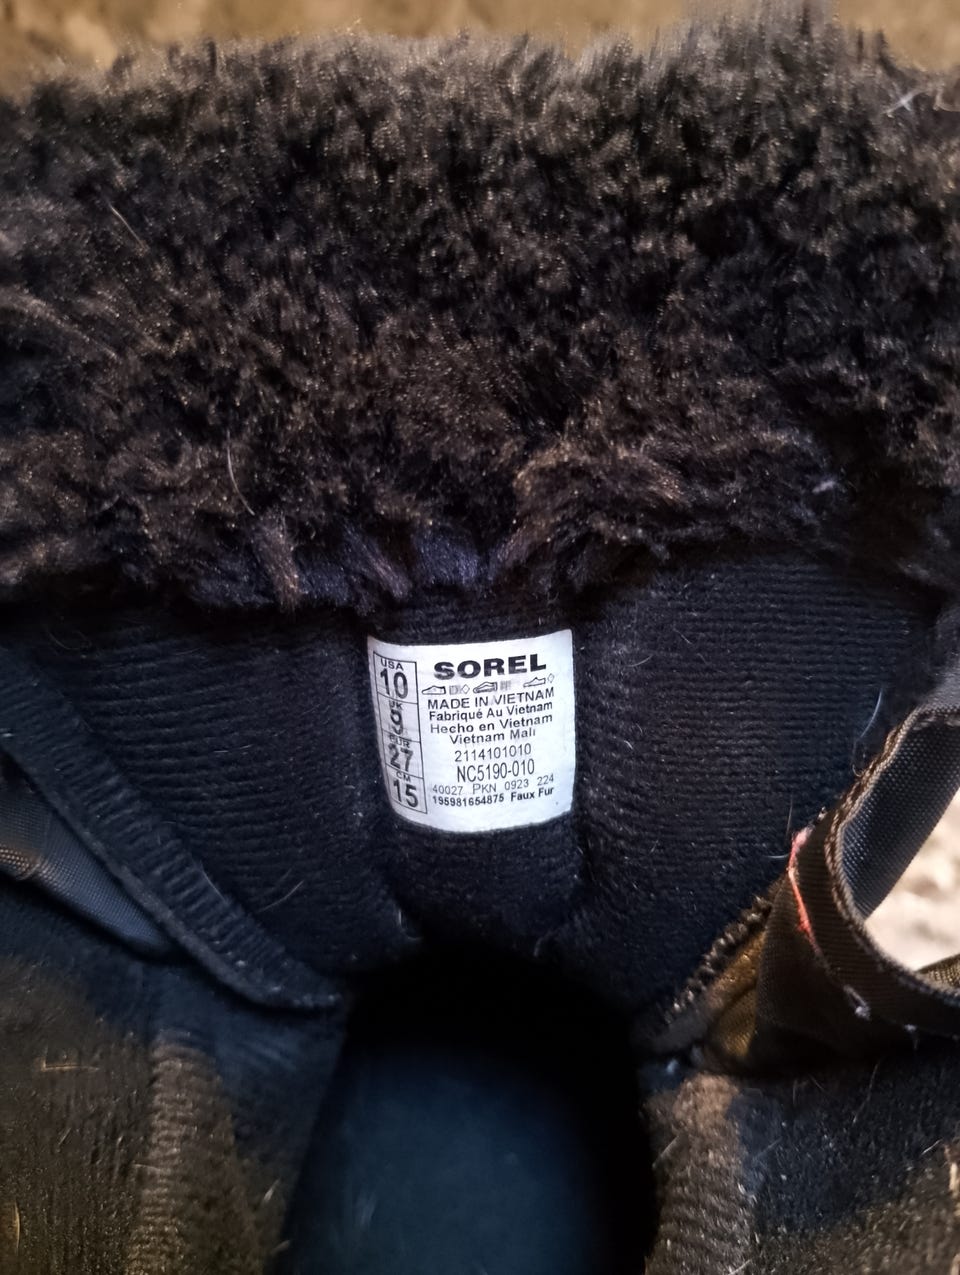 USA
10
UK
9
EUR
27
CM
15
SOREL
MADE IN VIETNAM
Fabriqué Au Vietnam
Hecho en Vietnam
Vietnam Malı
2114101010
NC5190-010
40027 PKN 0923 224
195981654875 Faux Fur